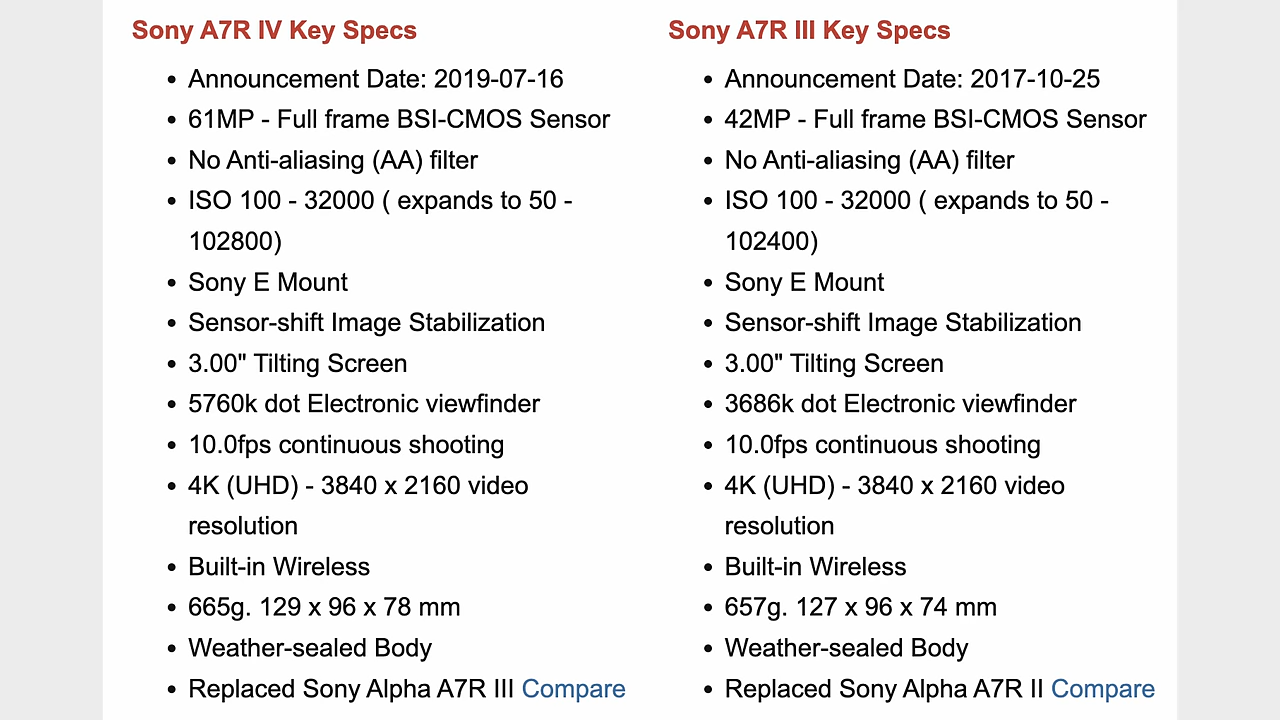 Sony A7R IV Key Specs
Announcement Date: 2019-07-16
61MP - Full frame BSI-CMOS Sensor
No Anti-aliasing (AA) filter
ISO 100 - 32000 ( expands to 50 -
102800)
Sony E Mount
Sensor-shift Image Stabilization
3.00" Tilting Screen
5760k dot Electronic viewfinder
10.0fps continuous shooting
4K (UHD) - 3840 x 2160 video
resolution
Built-in Wireless
665g. 129 x 96 x 78 mm
Weather-sealed Body
Replaced Sony Alpha A7R III Compare
Sony A7R III Key Specs
Announcement Date: 2017-10-25
42MP - Full frame BSI-CMOS Sensor
No Anti-aliasing (AA) filter
ISO 100 - 32000 ( expands to 50 -
102400)
Sony E Mount
Sensor-shift Image Stabilization
3.00" Tilting Screen
3686k dot Electronic viewfinder
10.0fps continuous shooting
4K (UHD) - 3840 x 2160 video
resolution
Built-in Wireless
657g. 127 x 96 x 74 mm
Weather-sealed Body
Replaced Sony Alpha A7R II Compare